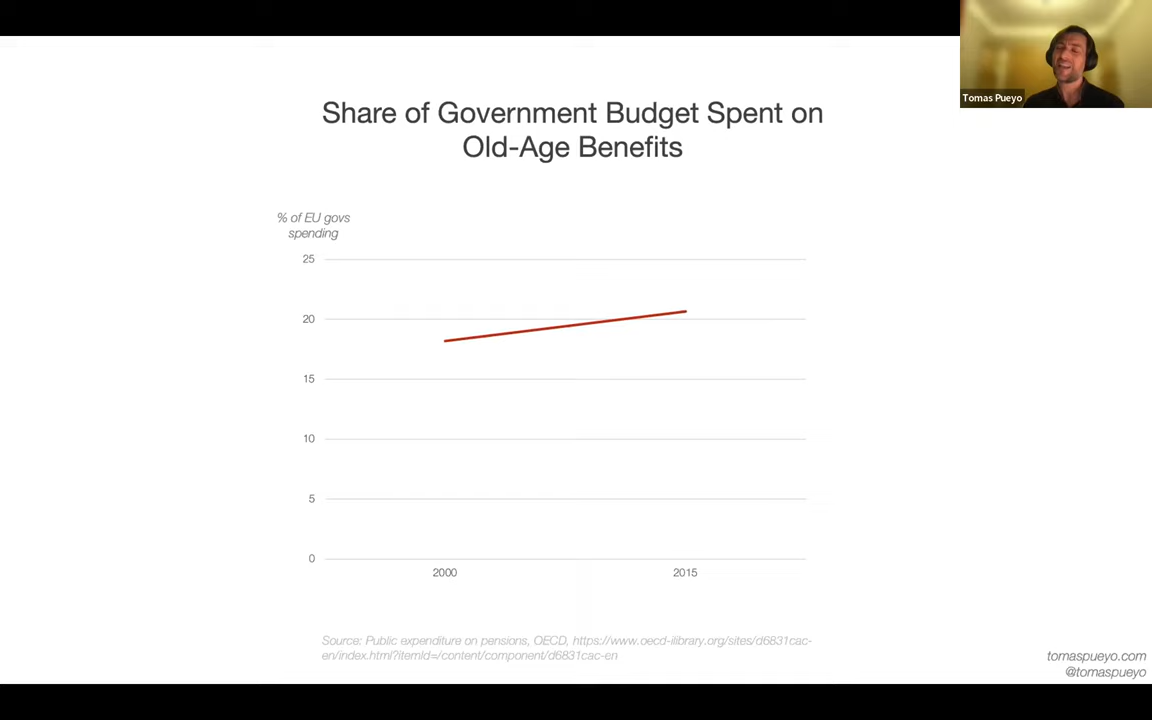 Tomas Pueyo
Share of Government Budget Spent on
Old-Age Benefits
% of EU govs
spending
25
20
15
10
5
0
2000
2015
Source: Public expenditure on pensions, OECD, https://www.oecd-ilibrary.org/sites/d6831cac-
en/index.html?itemId=/content/component/d6831cac-en
tomaspueyo.com
@tomaspueyo